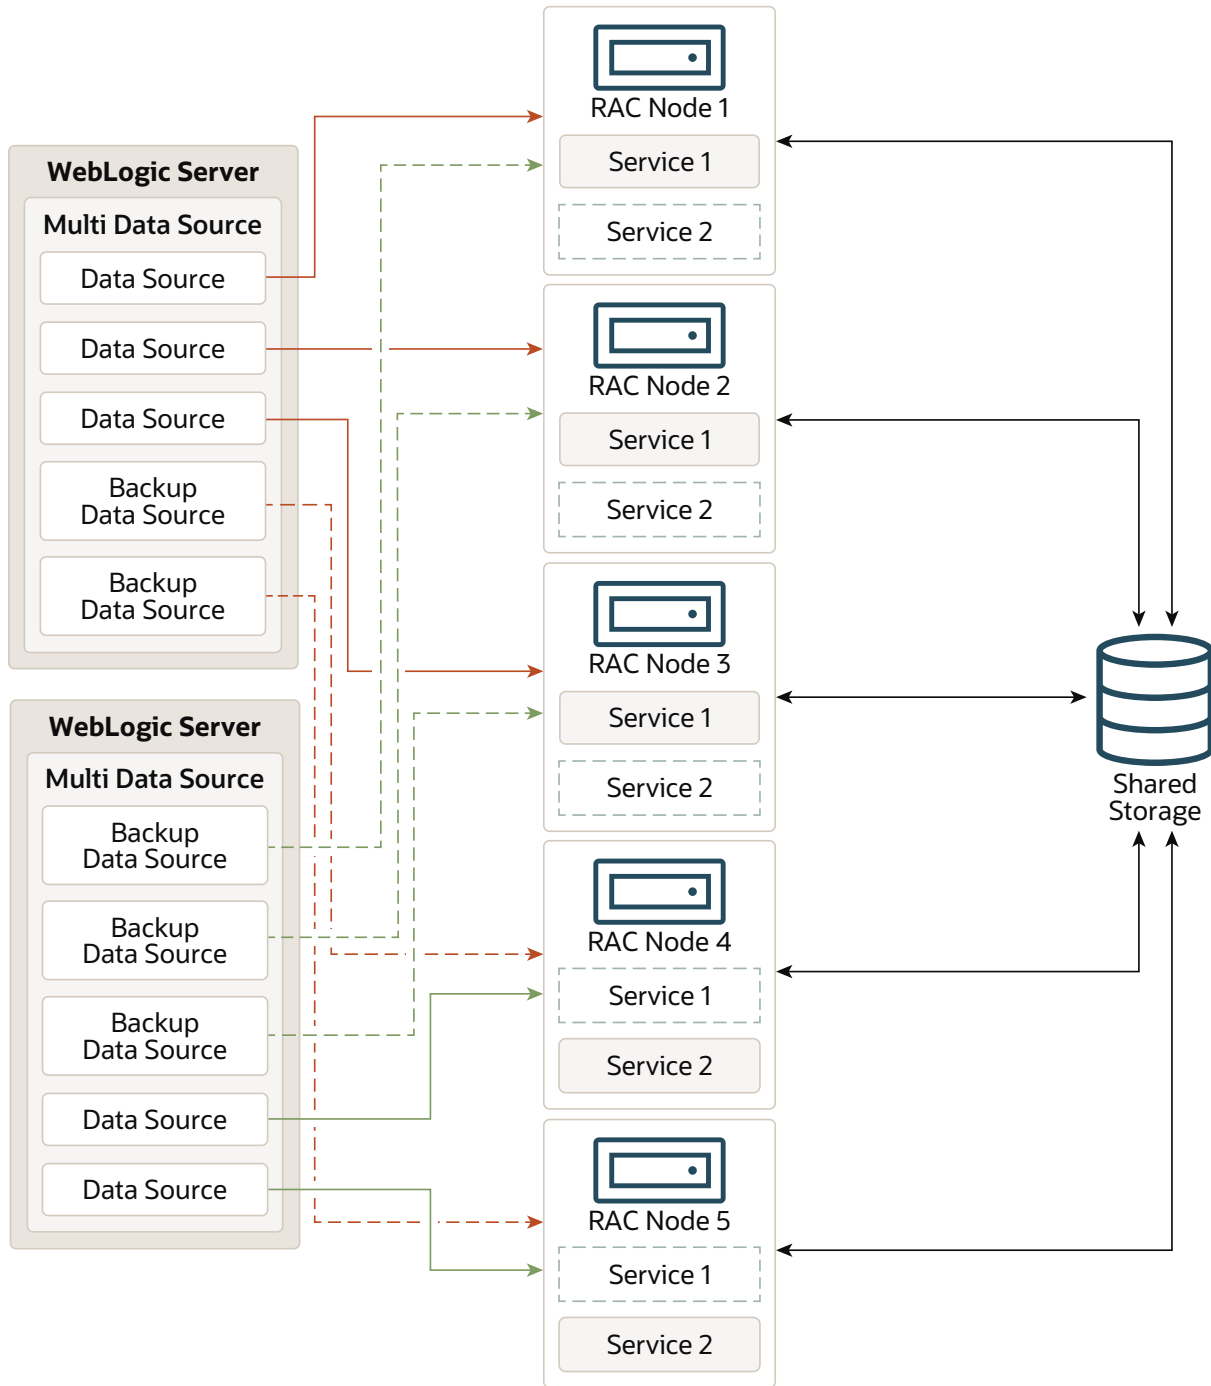 WebLogic Server
Multi Data Source
Data Source
Data Source
Data Source
Backup
Data Source
Backup
Data Source
WebLogic Server
Multi Data Source
Backup
Data Source
Backup
Data Source
Backup
Data Source
Data Source
Data Source
RAC Node 1
Service 1
Service 2
RAC Node 2
Service 1
Service 2
RAC Node 3
Service 1
Service 2
RAC Node 4
Service 1
Service 2
RAC Node 5
Service 1
Service 2
Shared
Storage